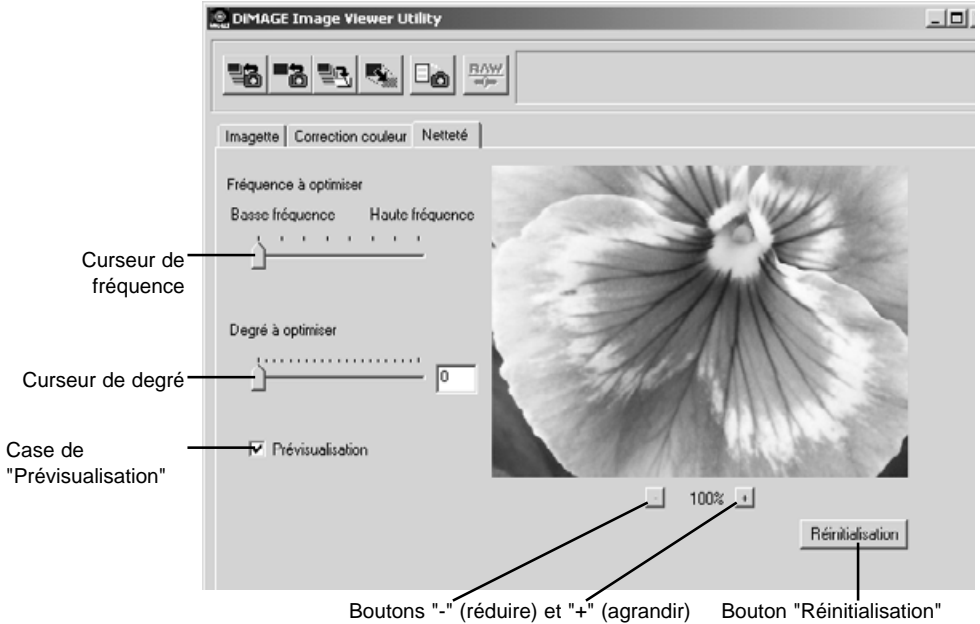 DiMAGE Image Viewer Utility
RAW
Imagette Correction couleur Netteté
Fréquence à optimiser
Basse fréquence Haute fréquence
Curseur de
fréquence
Degré à optimiser
Curseur de degré
0
Case de
"Prévisualisation"
Prévisualisation
- 100% +
Réinitialisation
Boutons "-" (réduire) et "+" (agrandir) Bouton "Réinitialisation"